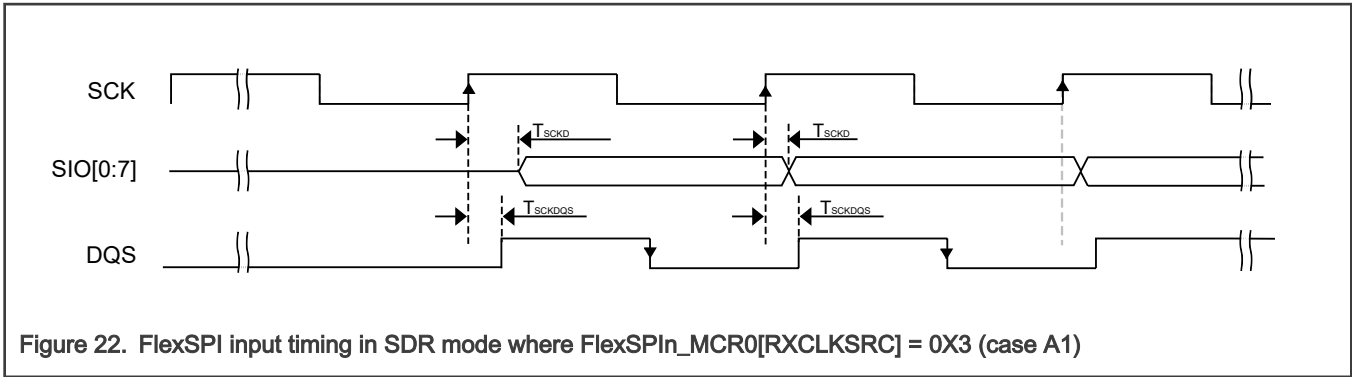 SCK
TSCKD TSCKD
SIO[0:7]
TSCKDQS TSCKDQS
DQS
Figure 22. FlexSPI input timing in SDR mode where FlexSPIn_MCR0[RXCLKSRC] = 0X3 (case A1)